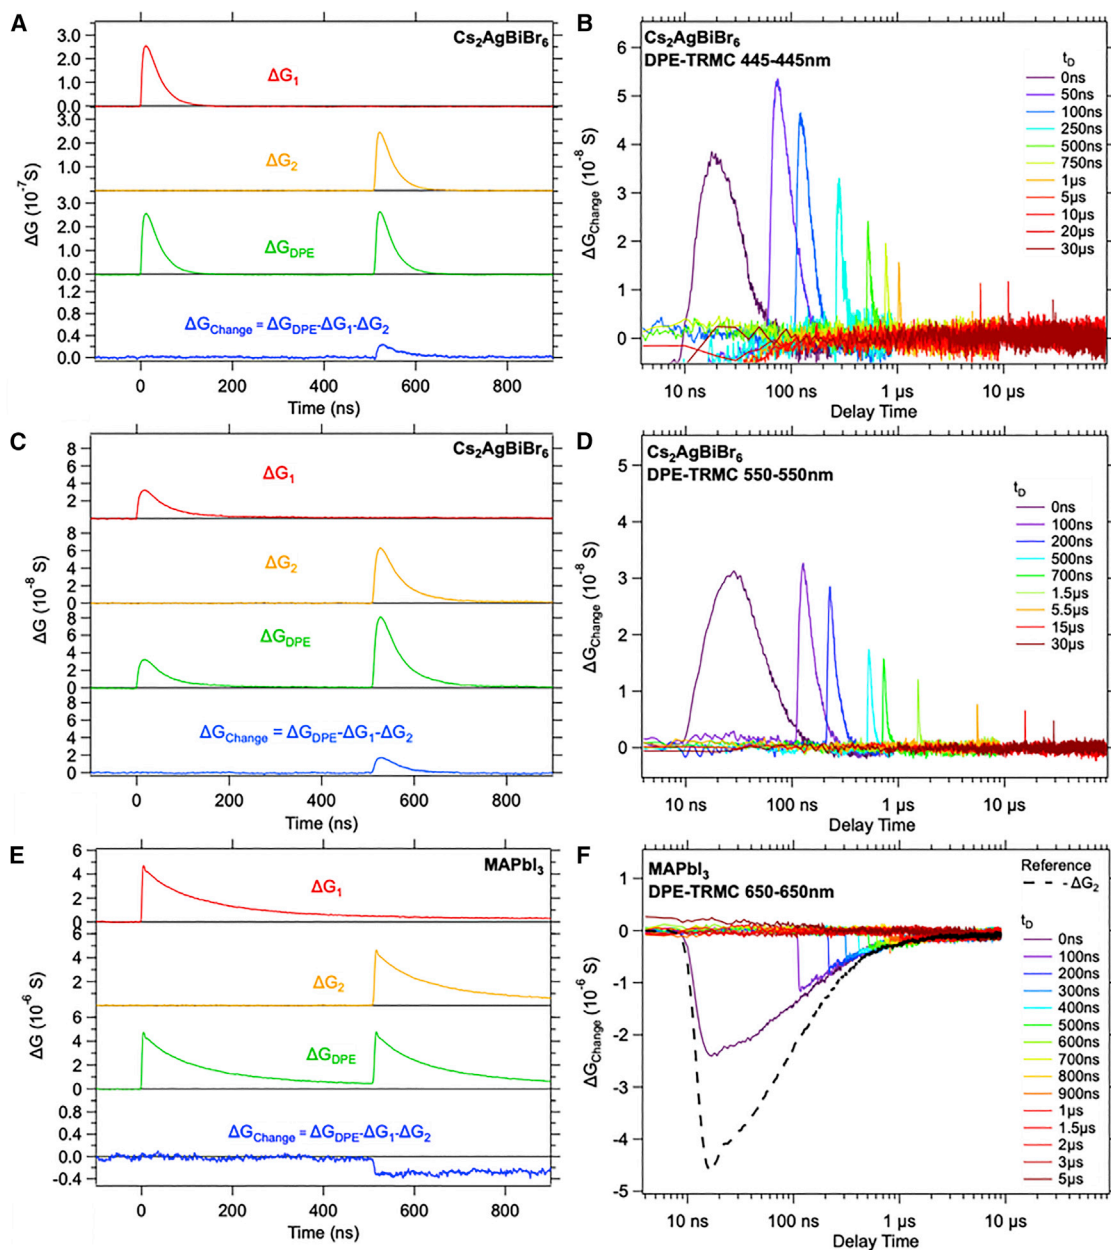 A
Cs2AgBiBr6
ΔG1
ΔG2
ΔGDPE
ΔGChange = ΔGDPE-ΔG1-ΔG2
ΔG (10-7S)
3.0
2.0
1.0
0.0
3.0
2.0
1.0
3.0
2.0
1.0
0.0
1.2
0.8
0.4
0.0
0
200
400
600
800
Time (ns)
B
Cs2AgBiBr6
DPE-TRMC 445-445nm
tD
0ns
50ns
100ns
250ns
500ns
750ns
1µs
5µs
10µs
20µs
30µs
ΔGChange (10-8 S)
6
5
4
3
2
1
0
10 ns
100 ns
1 µs
10 µs
Delay Time
C
Cs2AgBiBr6
ΔG1
ΔG2
ΔGDPE
ΔGChange = ΔGDPE-ΔG1-ΔG2
ΔG (10-8 S)
8
6
4
2
8
6
4
2
0
8
6
4
2
0
8
6
4
2
0
0
200
400
600
800
Time (ns)
D
Cs2AgBiBr6
DPE-TRMC 550-550nm
tD
0ns
100ns
200ns
500ns
700ns
1.5µs
5.5µs
15µs
30µs
ΔGChange (10-8 S)
5
4
3
2
1
0
10 ns
100 ns
1 µs
10 µs
Delay Time
E
MAPbI3
ΔG1
ΔG2
ΔGDPE
ΔGChange = ΔGDPE-ΔG1-ΔG2
ΔG (10-6 S)
6
4
2
0
6
4
2
0
6
4
2
0
0.8
0.4
0.0
-0.4
0
200
400
600
800
Time (ns)
F
MAPbI3
DPE-TRMC 650-650nm
Reference
-ΔG2
tD
0ns
100ns
200ns
300ns
400ns
500ns
600ns
700ns
800ns
900ns
1µs
1.5µs
2µs
3µs
5µs
ΔGChange (10-6 S)
1
0
-1
-2
-3
-4
-5
10 ns
100 ns
1 µs
10 µs
Delay Time